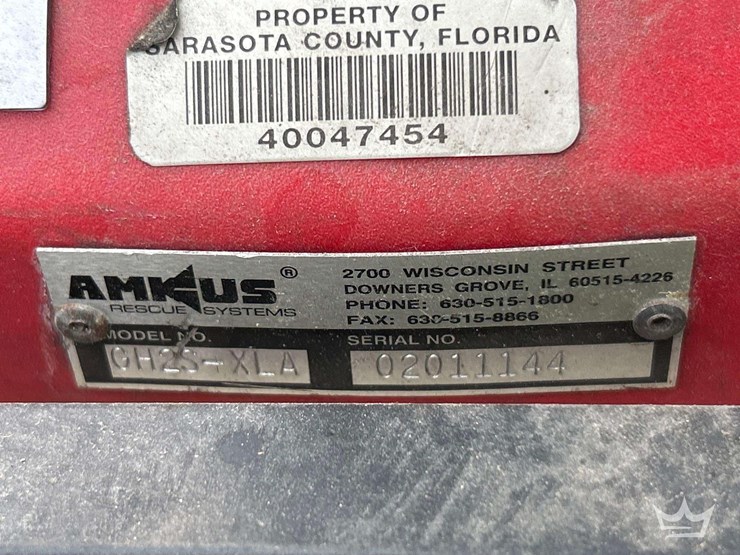 PROPERTY OF
SARASOTA COUNTY, FLORIDA
40047454
AMKUS®
RESCUE SYSTEMS
2700 WISCONSIN STREET
DOWNERS GROVE, IL 60515-4226
PHONE: 630-515-1800
FAX: 630-515-8866
MODEL NO.
GH2S-XLA
SERIAL NO.
02011144